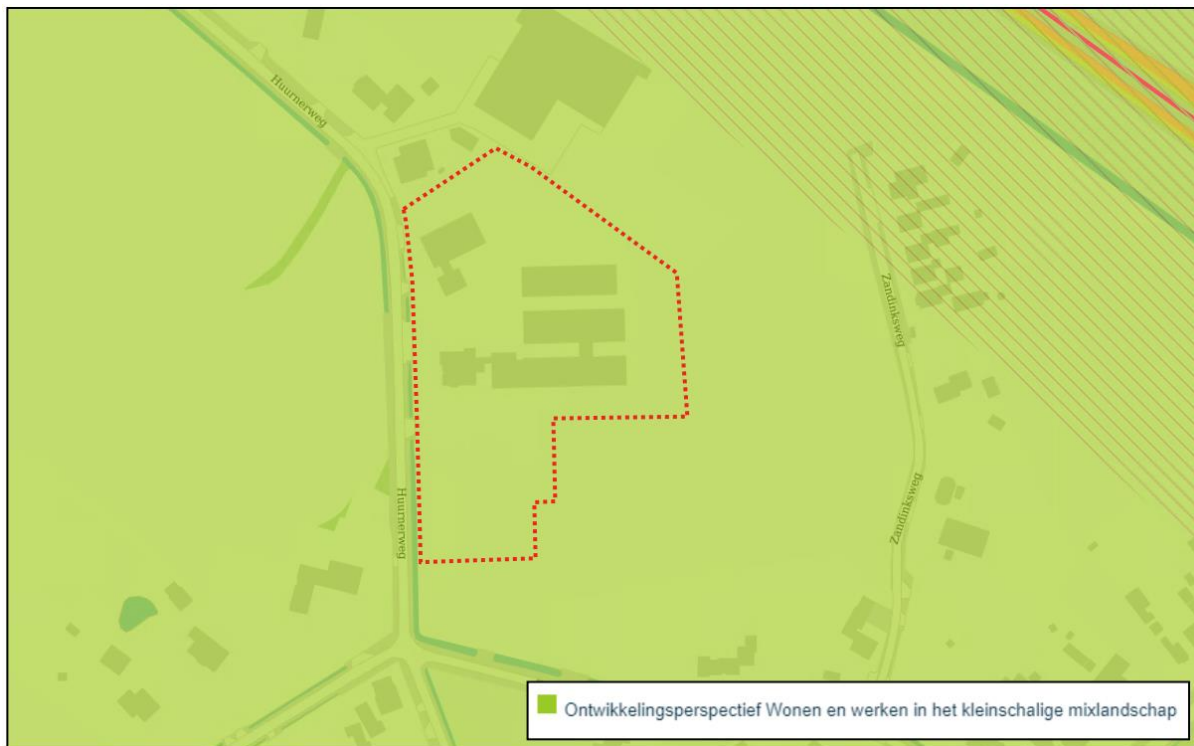 Huurnerweg
Zandinksweg
Huurnerweg
Zandinksweg
Ontwikkelingsperspectief Wonen en werken in het kleinschalige mixlandschap